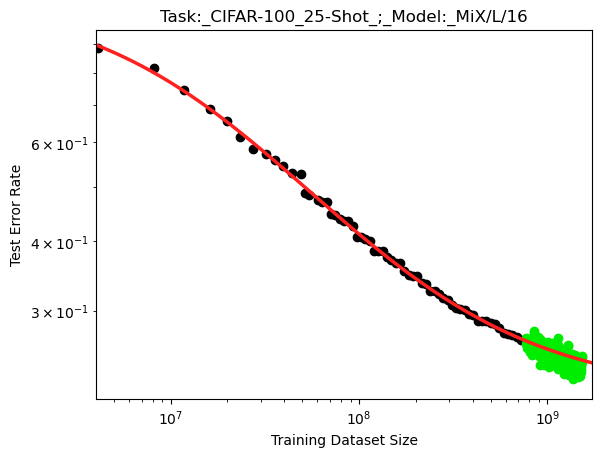 Task:_CIFAR-100_25-Shot_;_Model:_MiX/L/16
Test Error Rate
6 × 10⁻¹
4 × 10⁻¹
3 × 10⁻¹
10⁷
10⁸
10⁹
Training Dataset Size